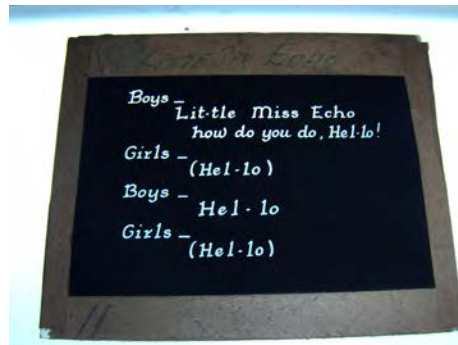 Echo
Boys –
Lit-tle Miss Echo
how do you do, Hel-lo!
Girls –
(Hel-lo)
Boys –
Hel-lo
Girls –
(Hel-lo)